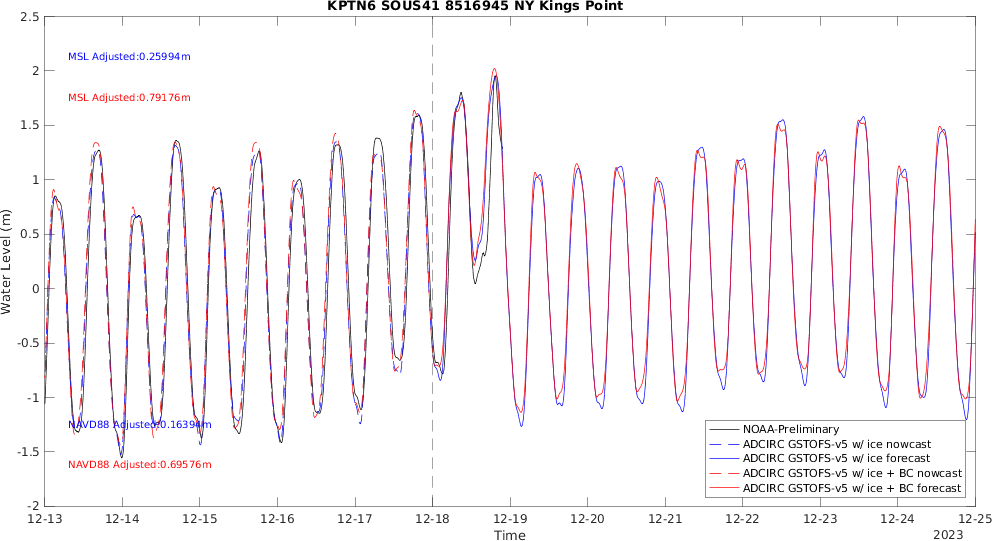 KPTN6 SOUS41 8516945 NY Kings Point
2.5
MSL Adjusted:0.25994m
2
MSL Adjusted:0.79176m
1.5
1
0.5
Water Level (m)
0
-0.5
-1
NAVD88 Adjusted:0.16394m
NOAA-Preliminary
ADCIRC GSTOFS-v5 w/ ice nowcast
-1.5
ADCIRC GSTOFS-v5 w/ ice forecast
NAVD88 Adjusted:0.69576m
ADCIRC GSTOFS-v5 w/ ice + BC nowcast
ADCIRC GSTOFS-v5 w/ ice + BC forecast
-2
12-13 12-14 12-15 12-16 12-17 12-18 12-19 12-20 12-21 12-22 12-23 12-24 12-25
Time
2023